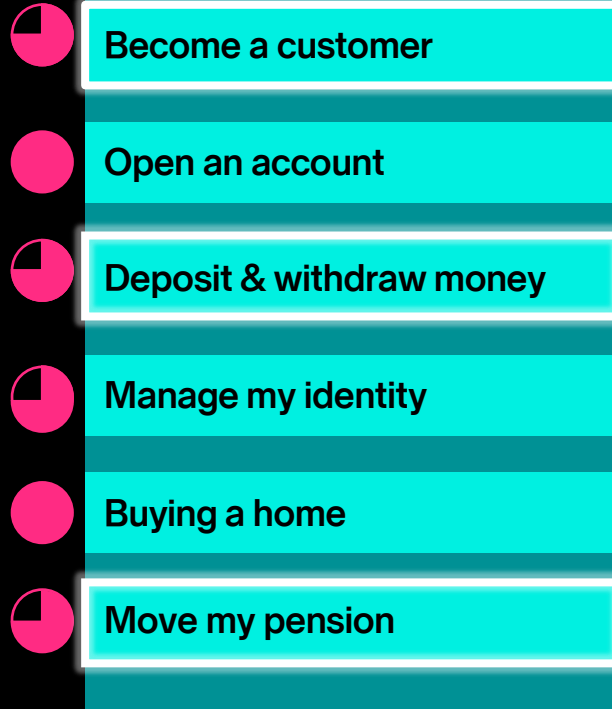 Become a customer
Open an account
Deposit & withdraw money
Manage my identity
Buying a home
Move my pension